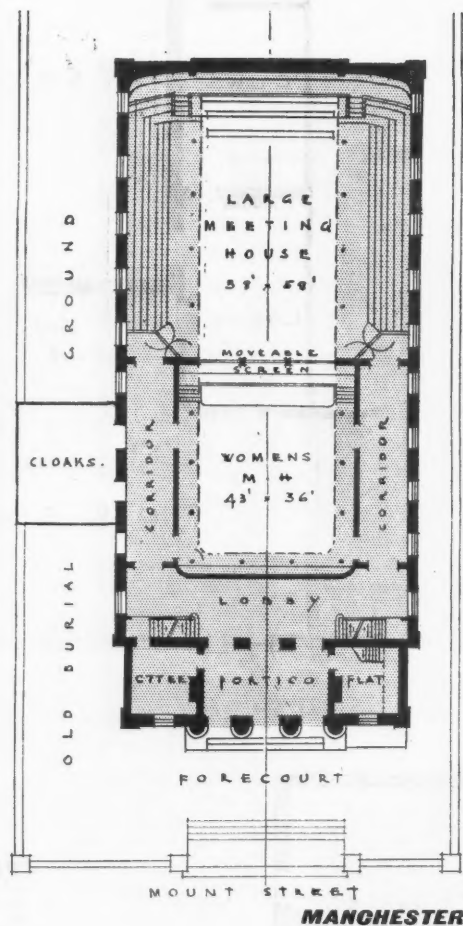 LARGE
MEETING
HOUSE
58' × 58'
MOVEABLE
SCREEN
GROUND
CLOAKS.
CORRIDOR
WOMENS
M H
43' × 36'
CORRIDOR
LOBBY
OLD BURIAL
CTTEE
PORTICO
FLAT
FORECOURT
MOUNT STREET
MANCHESTER